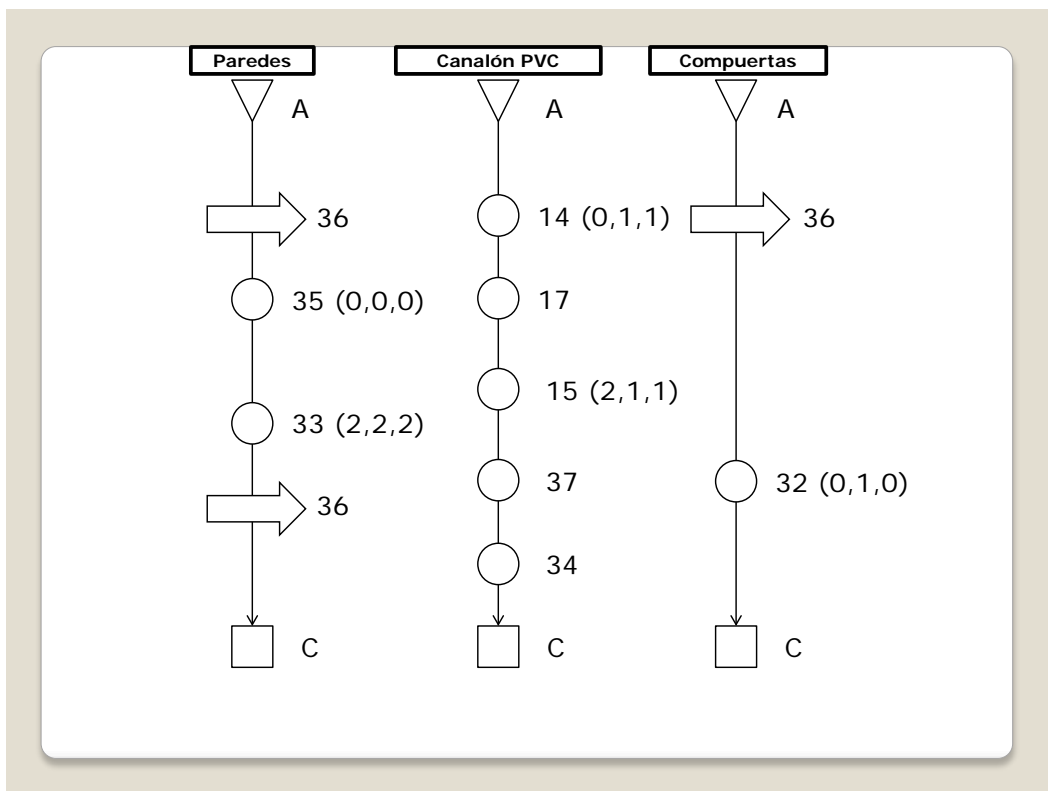 Paredes
Canalón PVC
Compuertas
A
A
A
36
14 (0,1,1)
36
35 (0,0,0)
17
15 (2,1,1)
33 (2,2,2)
37
32 (0,1,0)
36
34
C
C
C